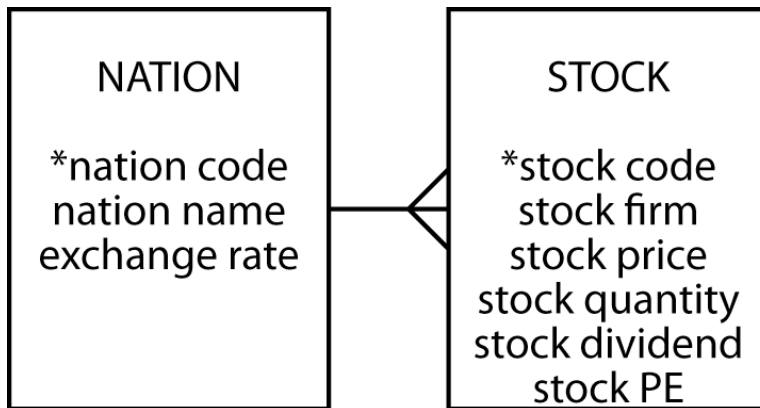 NATION
*nation code
nation name
exchange rate
STOCK
*stock code
stock firm
stock price
stock quantity
stock dividend
stock PE